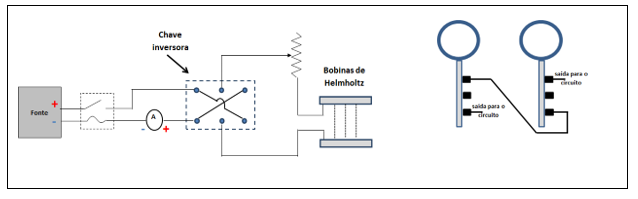 Chave
inversora
Fonte
+
-
A
-
+
Bobinas de
Helmholtz
saída para o
circuito
saída para o
circuito